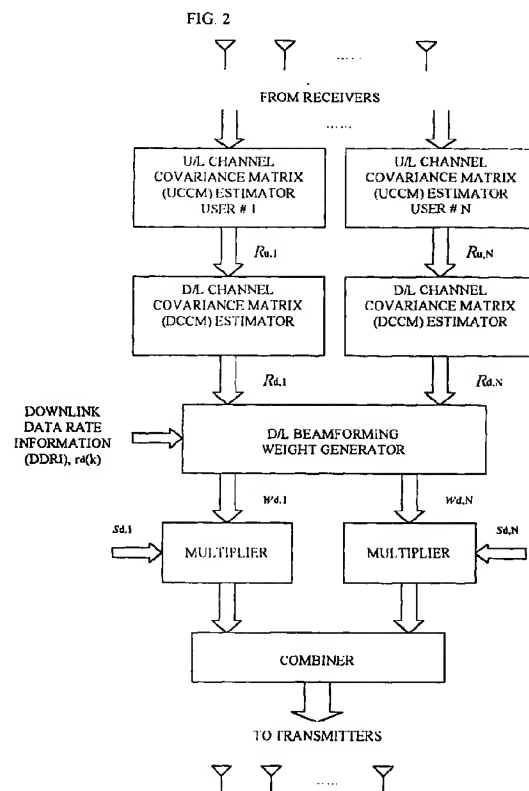 FIG. 2
......
FROM RECEIVERS
......
U/L CHANNEL
COVARIANCE MATRIX
(UCCM) ESTIMATOR
USER # 1
U/L CHANNEL
COVARIANCE MATRIX
(UCCM) ESTIMATOR
USER # N
Ru,1
Ru,N
D/L CHANNEL
COVARIANCE MATRIX
(DCCM) ESTIMATOR
D/L CHANNEL
COVARIANCE MATRIX
(DCCM) ESTIMATOR
Rd,1
Rd,N
DOWNLINK
DATA RATE
INFORMATION
(DDRI), rd(k)
D/L BEAMFORMING
WEIGHT GENERATOR
wd,1
wd,N
sd,1
MULTIPLIER
MULTIPLIER
sd,N
COMBINER
TO TRANSMITTERS
......